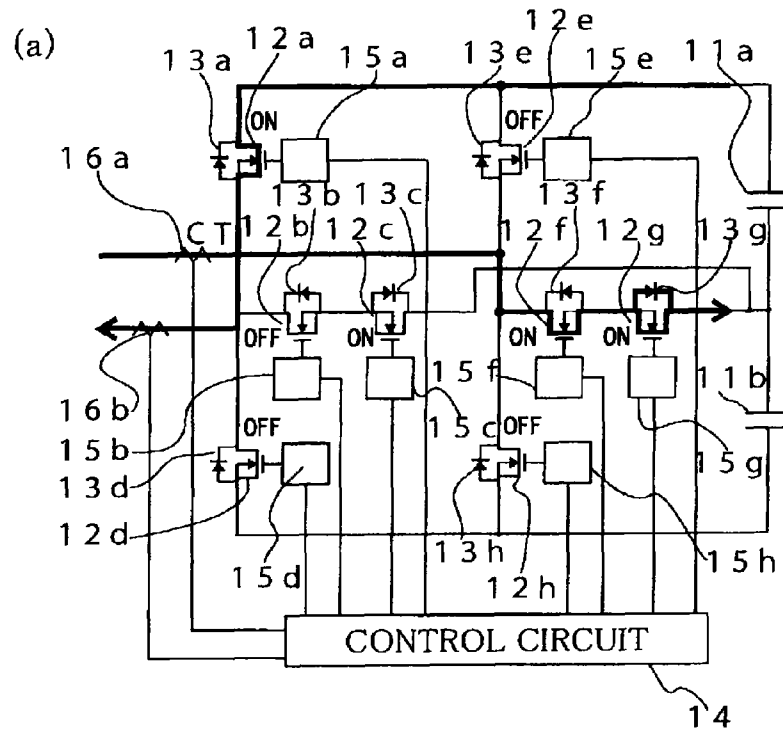 (a)
13a
12a
15a
13e
12e
15e
11a
ON
OFF
16a
CT
12b
13b
12c
13c
12f
13f
12g
13g
OFF
ON
ON
ON
16b
15b
15f
15c
11b
OFF
OFF
15g
13d
12d
15d
13h
12h
15h
CONTROL CIRCUIT
14